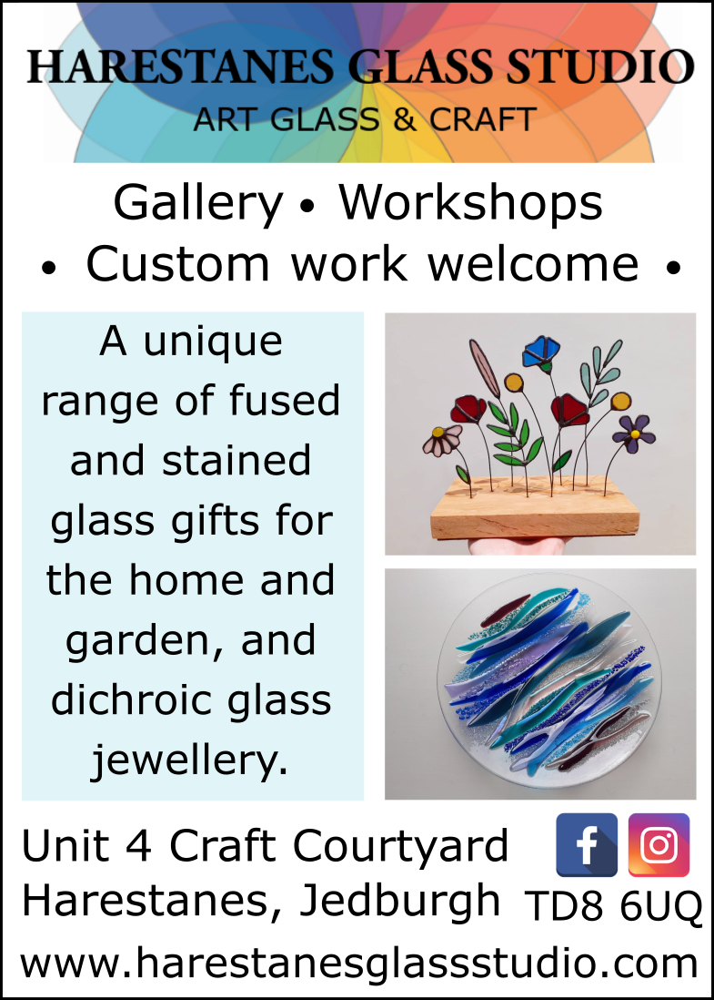 HARESTANES GLASS STUDIO
ART GLASS & CRAFT
Gallery • Workshops
• Custom work welcome •
A unique
range of fused
and stained
glass gifts for
the home and
garden, and
dichroic glass
jewellery.
Unit 4 Craft Courtyard
Harestanes, Jedburgh TD8 6UQ
www.harestanesglassstudio.com